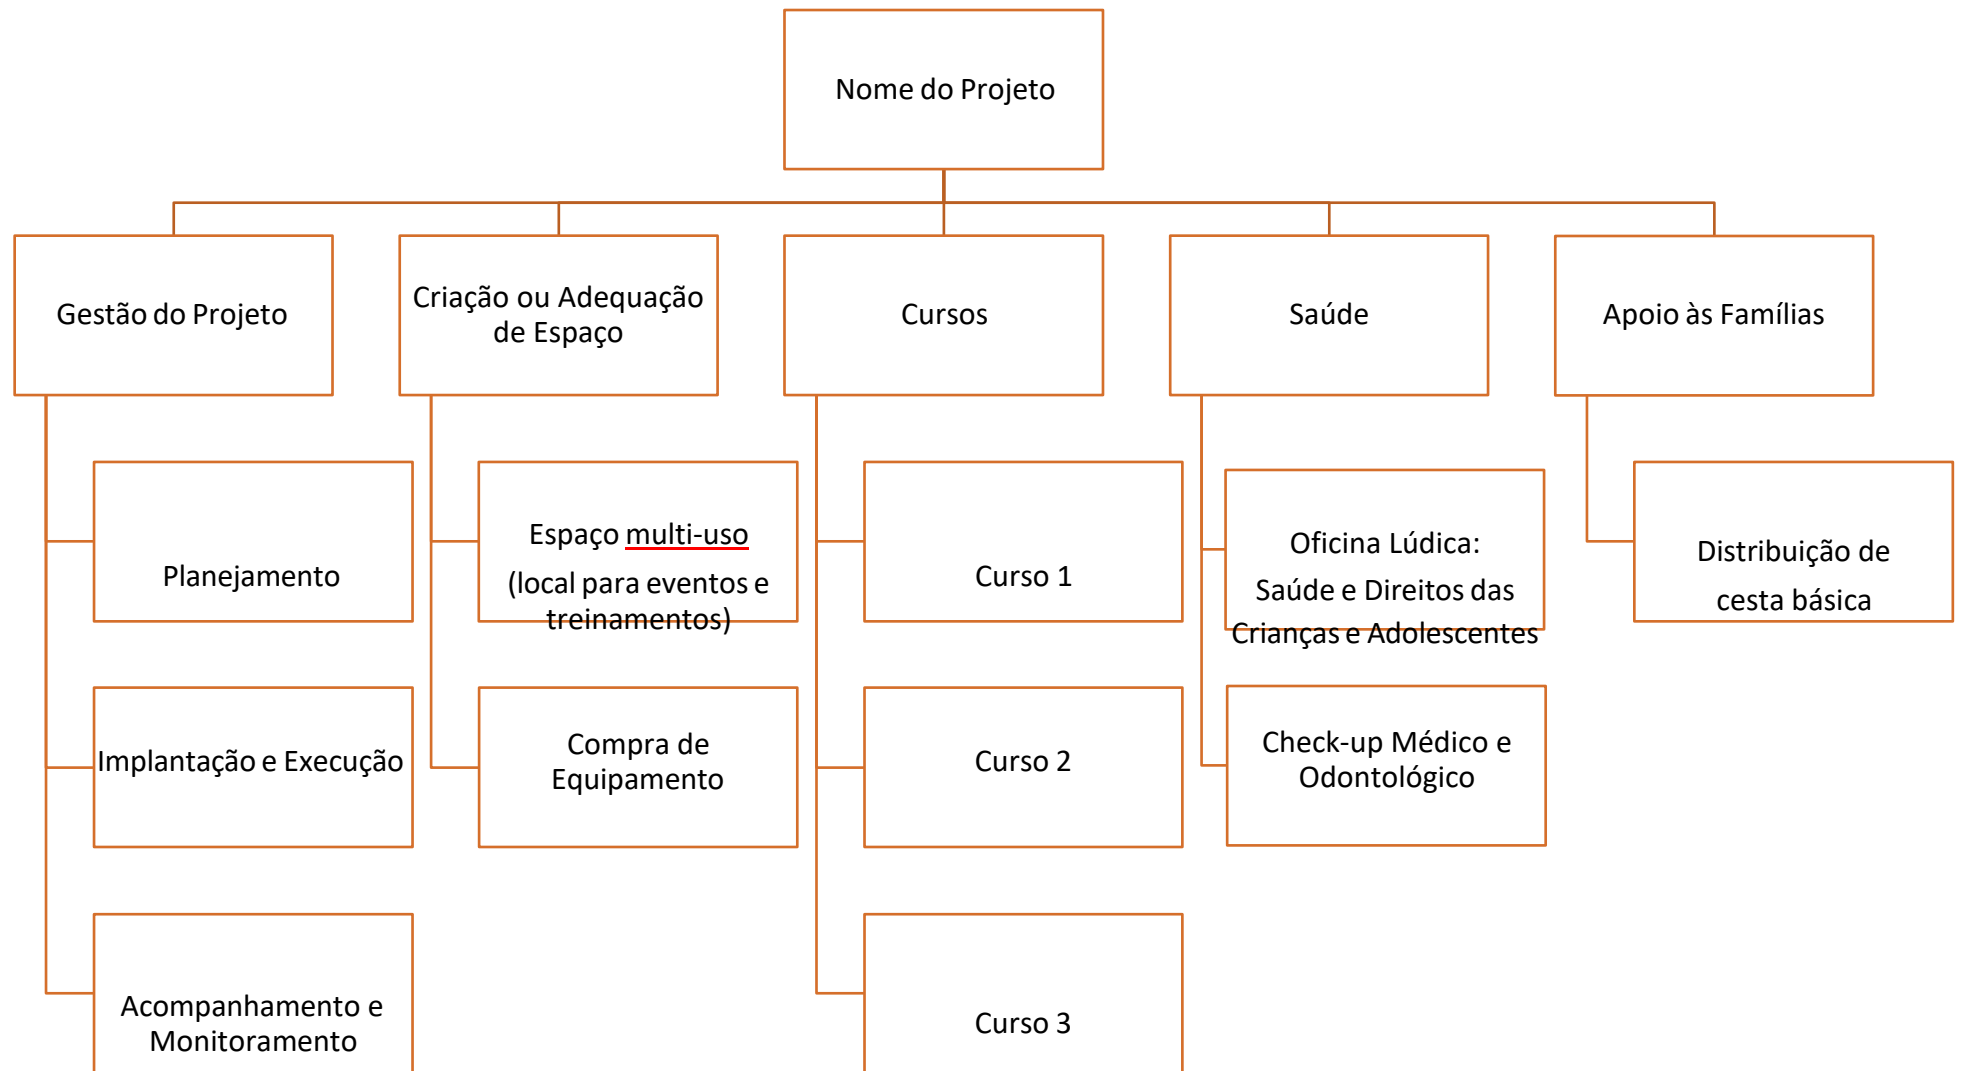 Nome do Projeto
Gestão do Projeto
Criação ou Adequação
de Espaço
Cursos
Saúde
Apoio às Famílias
Planejamento
Espaço multi-uso
(local para eventos e
treinamentos)
Curso 1
Oficina Lúdica:
Saúde e Direitos das
Crianças e Adolescentes
Distribuição de
cesta básica
Implantação e Execução
Compra de
Equipamento
Curso 2
Check-up Médico e
Odontológico
Acompanhamento e
Monitoramento
Curso 3